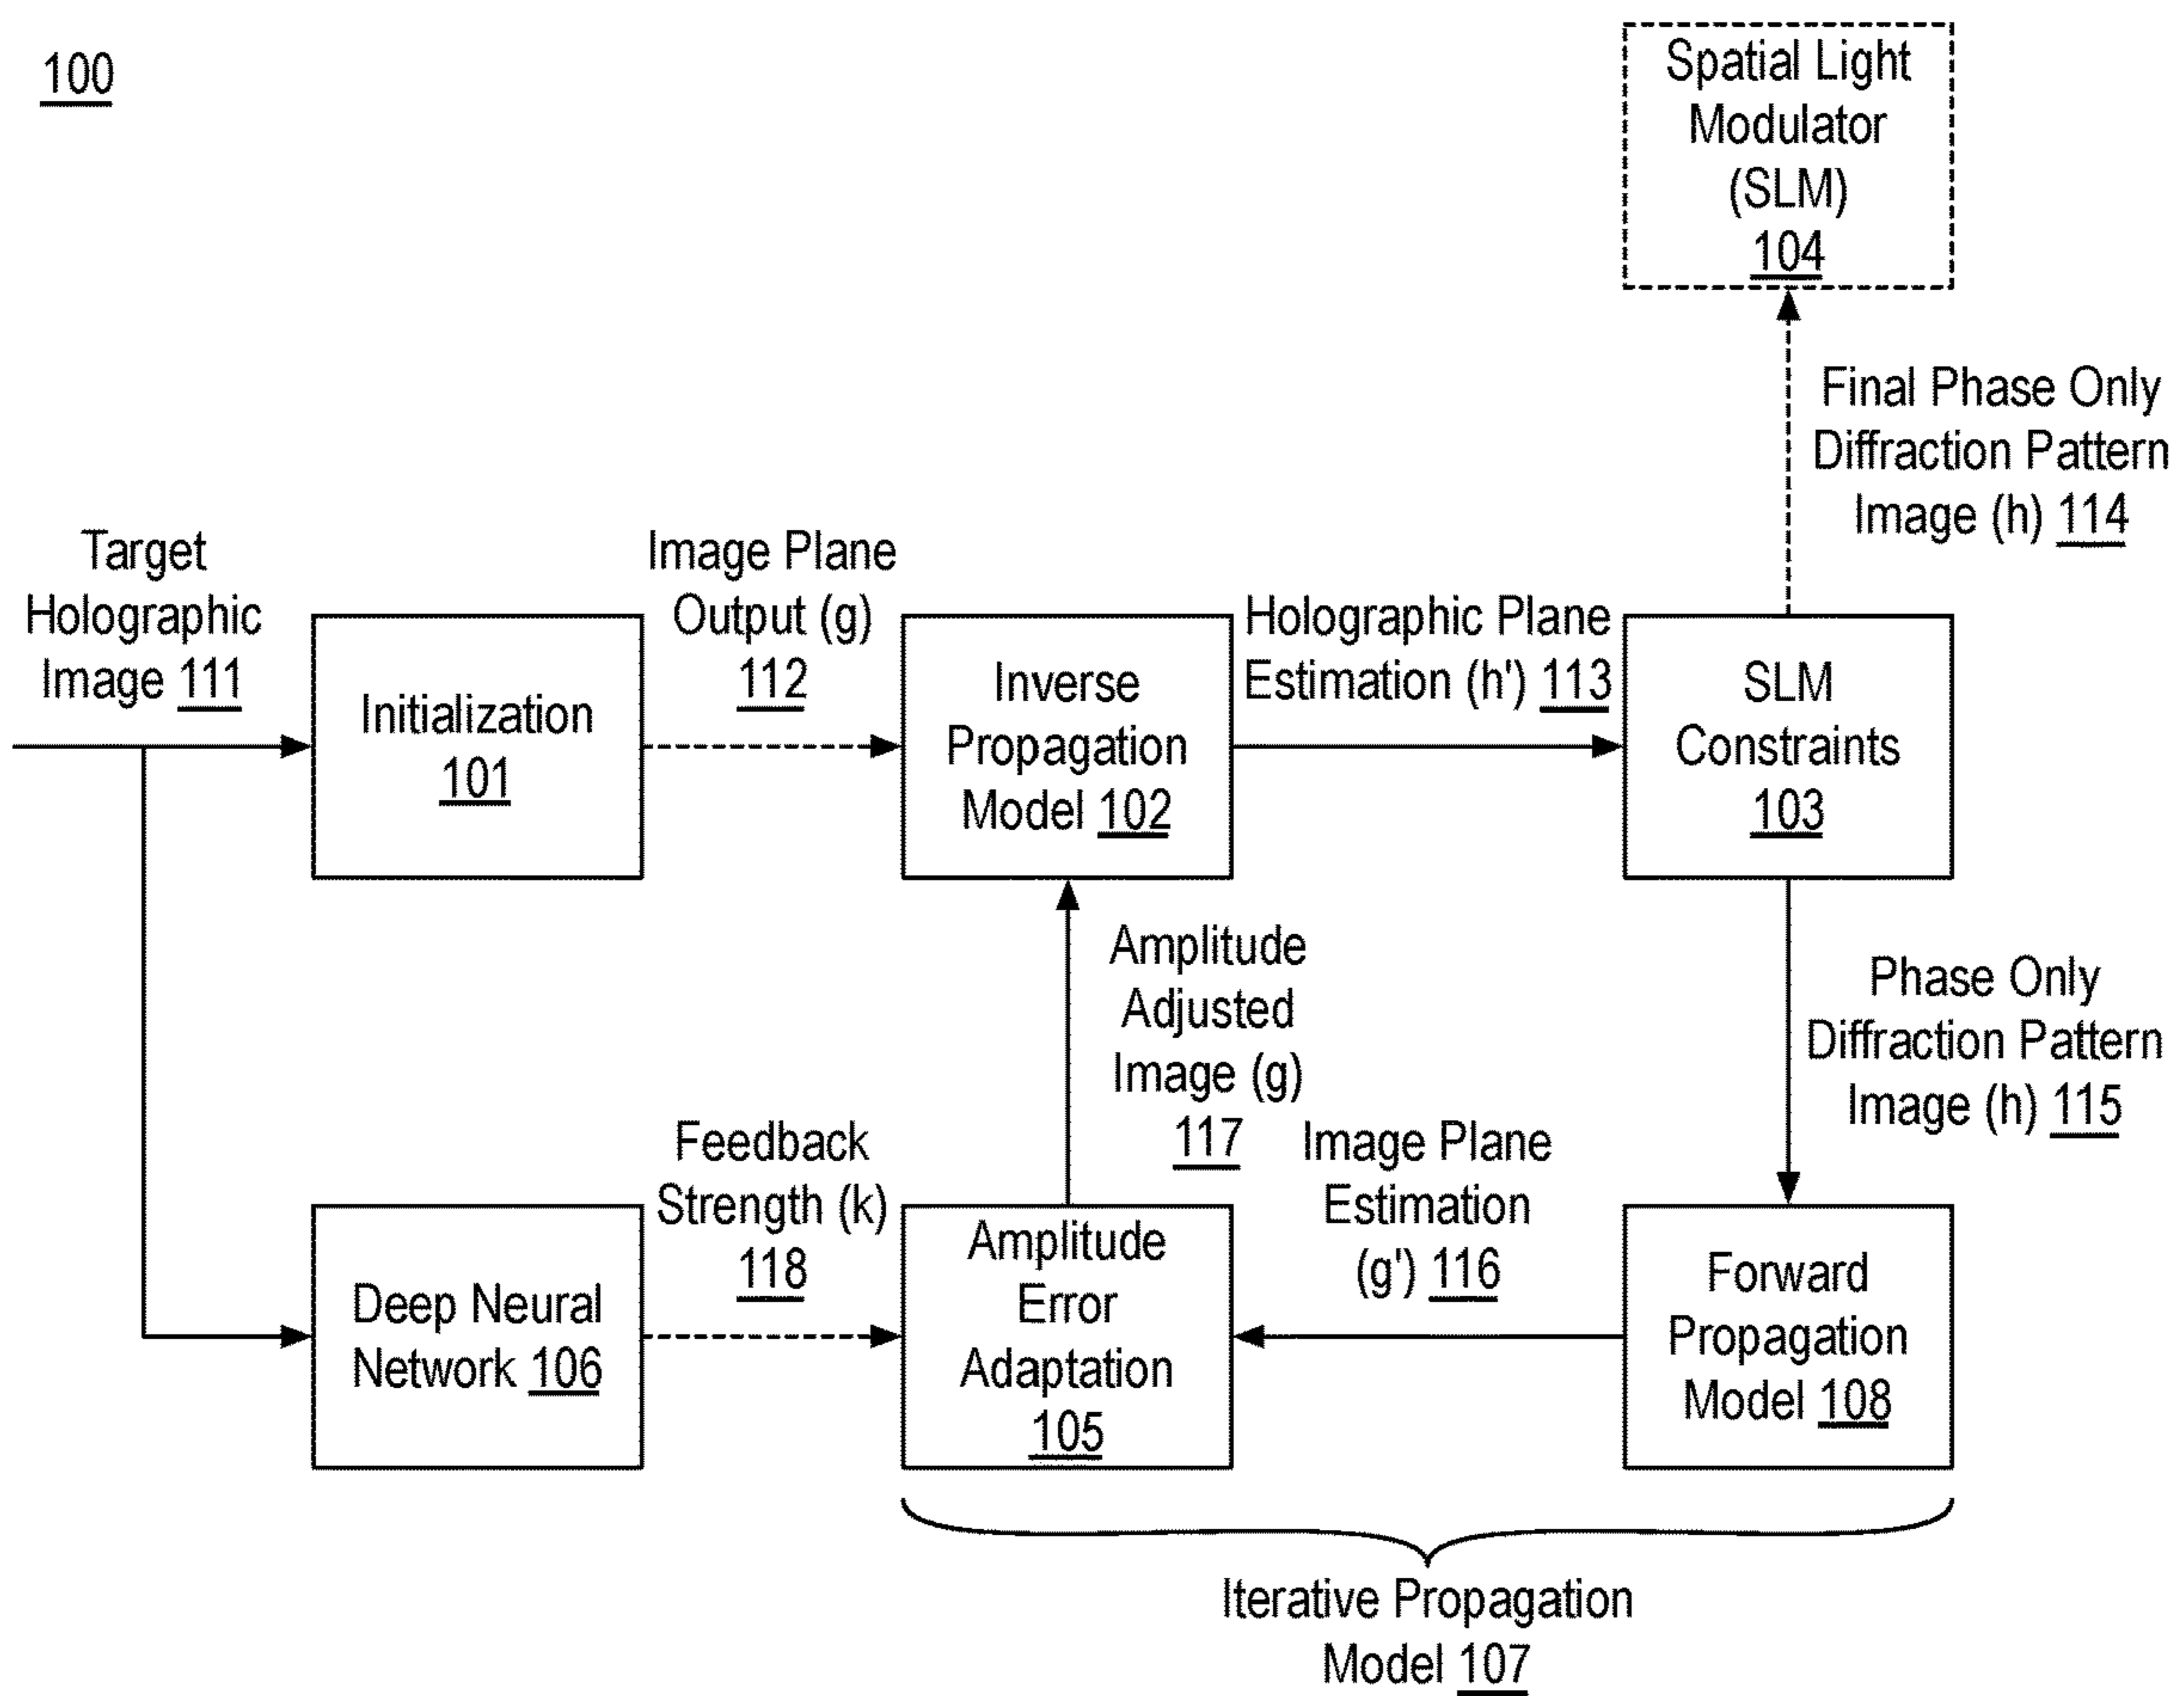 100
Spatial Light
Modulator
(SLM)
104
Final Phase Only
Diffraction Pattern
Image (h) 114
Target
Holographic
Image 111
Initialization
101
Image Plane
Output (g)
112
Inverse
Propagation
Model 102
Holographic Plane
Estimation (h') 113
SLM
Constraints
103
Amplitude
Adjusted
Image (g)
117
Phase Only
Diffraction Pattern
Image (h) 115
Deep Neural
Network 106
Feedback
Strength (k)
118
Amplitude
Error
Adaptation
105
Image Plane
Estimation
(g') 116
Forward
Propagation
Model 108
Iterative Propagation
Model 107